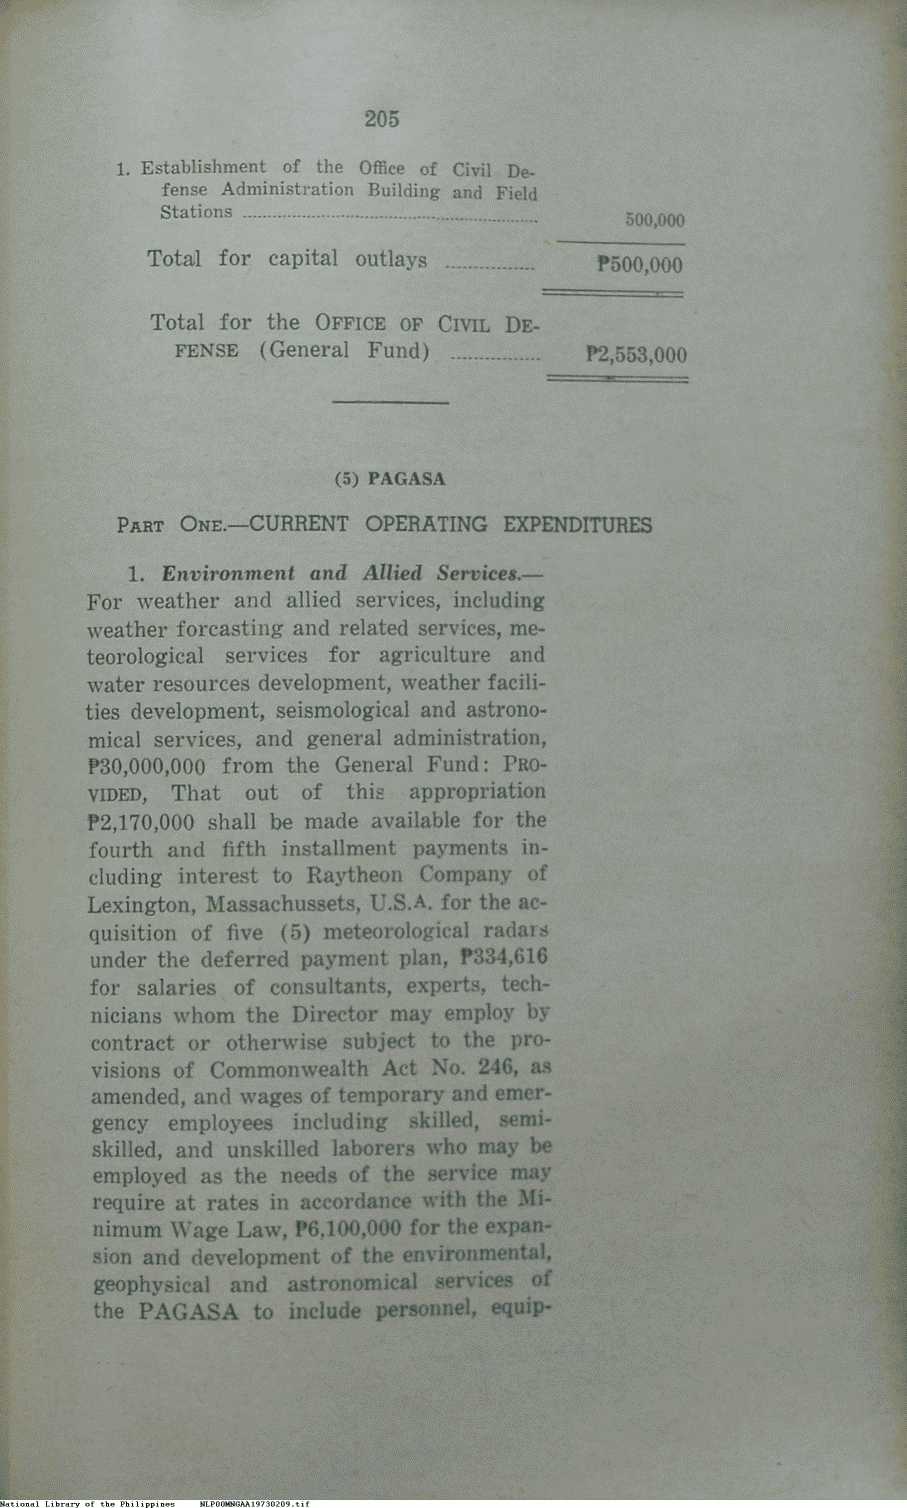 205
1. Establishment of the Office of Civil De-
fense Administration Building and Field
Stations ........................................................ 500,000
Total for capital outlays ................ ₱500,000
Total for the OFFICE OF CIVIL DE-
FENSE (General Fund) ................ ₱2,553,000
(5) PAGASA
PART ONE.—CURRENT OPERATING EXPENDITURES
1. Environment and Allied Services.—
For weather and allied services, including
weather forcasting and related services, me-
teorological services for agriculture and
water resources development, weather facili-
ties development, seismological and astrono-
mical services, and general administration,
₱30,000,000 from the General Fund: PRO-
VIDED, That out of this appropriation
₱2,170,000 shall be made available for the
fourth and fifth installment payments in-
cluding interest to Raytheon Company of
Lexington, Massachussets, U.S.A. for the ac-
quisition of five (5) meteorological radars
under the deferred payment plan, ₱334,616
for salaries of consultants, experts, tech-
nicians whom the Director may employ by
contract or otherwise subject to the pro-
visions of Commonwealth Act No. 246, as
amended, and wages of temporary and emer-
gency employees including skilled, semi-
skilled, and unskilled laborers who may be
employed as the needs of the service may
require at rates in accordance with the Mi-
nimum Wage Law, ₱6,100,000 for the expan-
sion and development of the environmental,
geophysical and astronomical services of
the PAGASA to include personnel, equip-
National Library of the Philippines NLPOOMNGAA19730209.tif